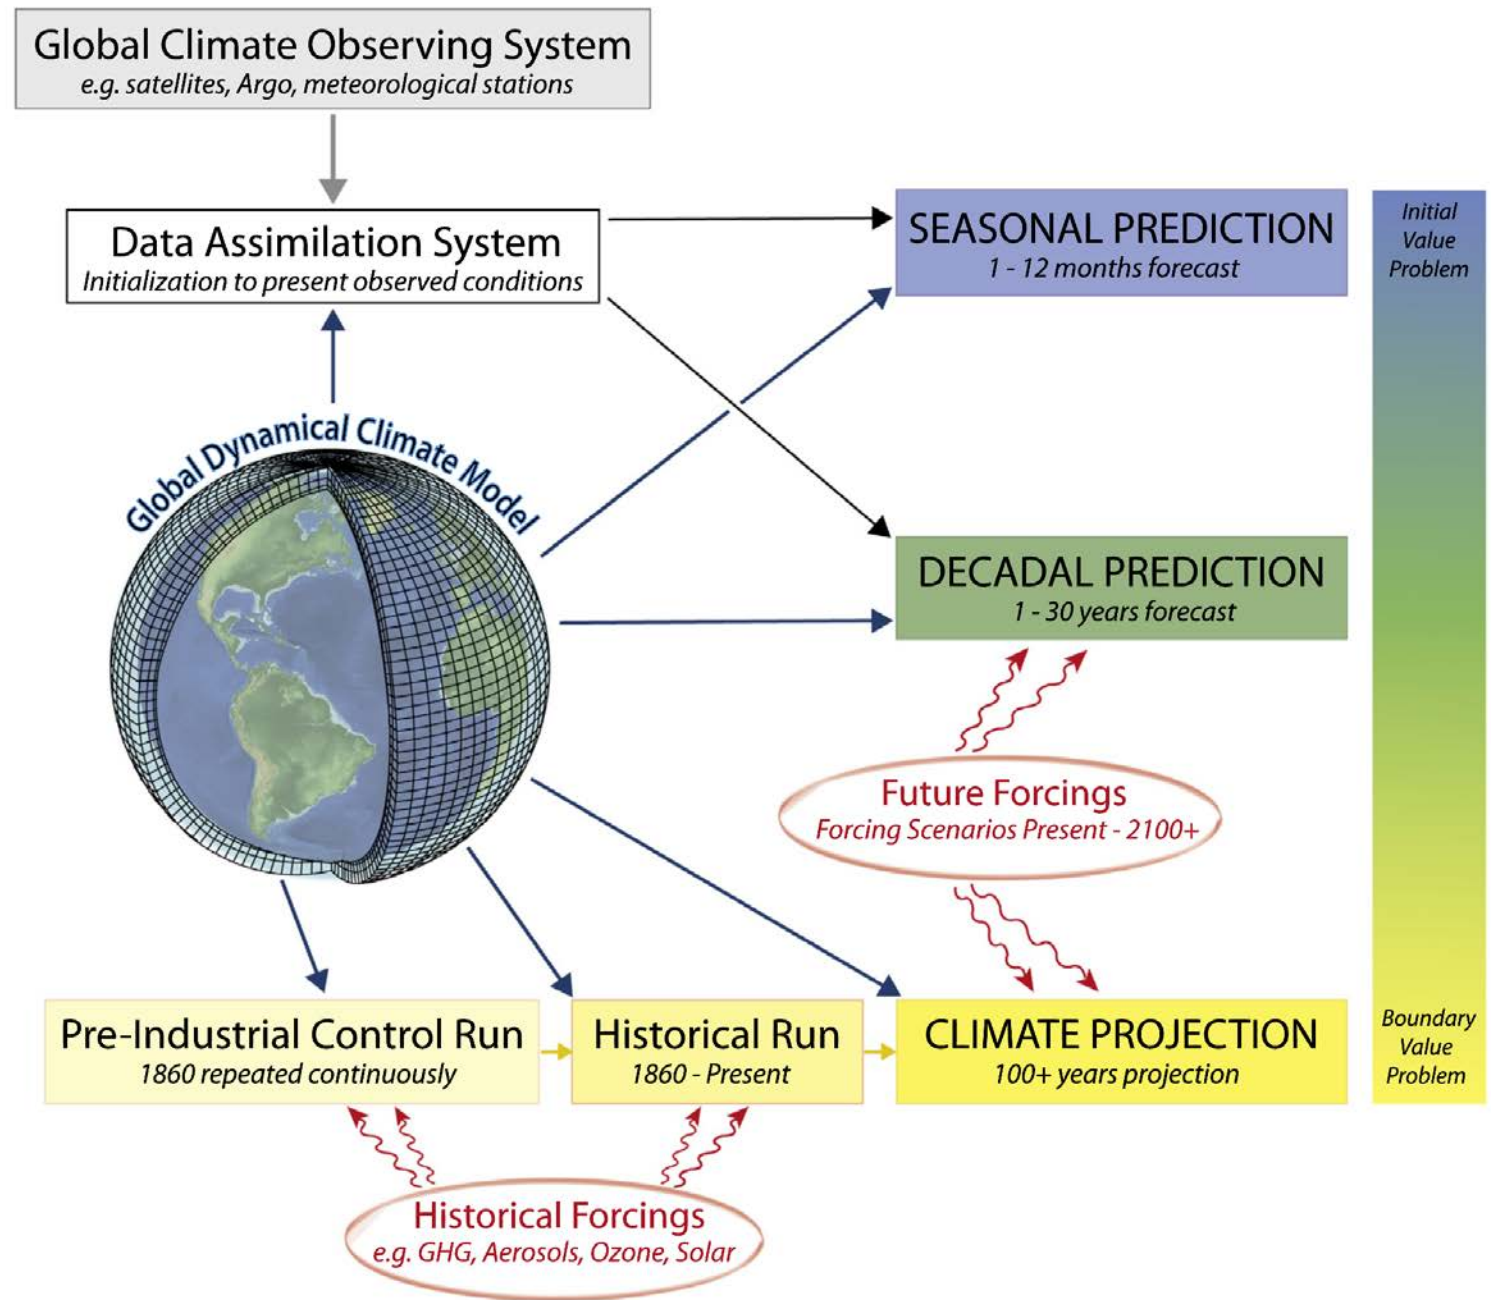 Global Climate Observing System
e.g. satellites, Argo, meteorological stations
Data Assimilation System
Initialization to present observed conditions
SEASONAL PREDICTION
1 - 12 months forecast
Initial
Value
Problem
Global Dynamical Climate Model
DECADAL PREDICTION
1 - 30 years forecast
Future Forcings
Forcing Scenarios Present - 2100+
Pre-Industrial Control Run
1860 repeated continuously
Historical Run
1860 - Present
CLIMATE PROJECTION
100+ years projection
Boundary
Value
Problem
Historical Forcings
e.g. GHG, Aerosols, Ozone, Solar